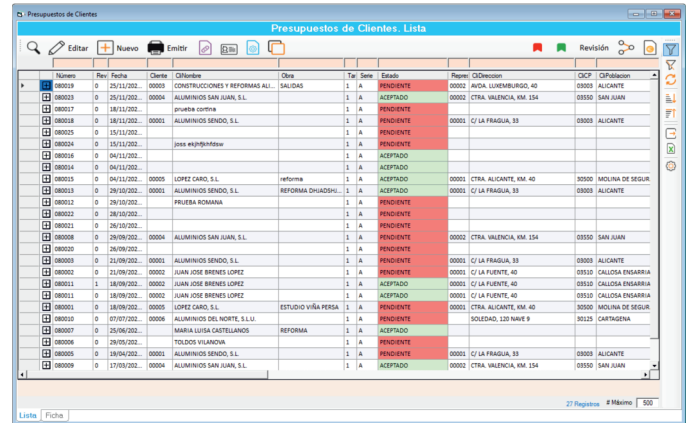 Presupuestos de Clientes
Presupuestos de Clientes. Lista
Editar Nuevo Emitir Revisión
Número Rev Fecha Cliente CliNombre Obra Tar Serie Estado Repres CliDireccion CliCP CliPoblacion
080019 0 25/11/202... 00003 CONSTRUCCIONES Y REFORMAS ALI... SALIDAS 1 A PENDIENTE 00002 AVDA. LUXEMBURGO, 40 03003 ALICANTE
080023 0 25/11/202... 00004 ALUMINIOS SAN JUAN, S.L. 1 A ACEPTADO 00002 CTRA. VALENCIA, KM. 154 03550 SAN JUAN
080017 0 18/11/202... prueba cortina 1 A PENDIENTE
080018 0 18/11/202... 00001 ALUMINIOS SENDO, S.L. 1 A PENDIENTE 00001 C/ LA FRAGUA, 33 03003 ALICANTE
080025 0 15/11/202... 1 A PENDIENTE
080024 0 15/11/202... joss ekjhfjkhfdsw 1 A PENDIENTE
080016 0 04/11/202... 1 A ACEPTADO
080014 0 04/11/202... 1 A ACEPTADO
080015 0 04/11/202... 00005 LOPEZ CARO, S.L. reforma 1 A ACEPTADO 00001 CTRA. ALICANTE, KM. 40 30500 MOLINA DE SEGUR
080013 0 29/10/202... 00001 ALUMINIOS SENDO, S.L. REFORMA DHJADSHJ... 1 A ACEPTADO 00001 C/ LA FRAGUA, 33 03003 ALICANTE
080012 0 29/10/202... PRUEBA ROMANA 1 A PENDIENTE
080022 0 28/10/202... 1 A PENDIENTE
080021 0 26/10/202... 1 A PENDIENTE
080008 0 29/09/202... 00004 ALUMINIOS SAN JUAN, S.L. 1 A PENDIENTE 00002 CTRA. VALENCIA, KM. 154 03550 SAN JUAN
080020 0 26/09/202... 1 A PENDIENTE
080003 0 21/09/202... 00001 ALUMINIOS SENDO, S.L. 1 A PENDIENTE 00001 C/ LA FRAGUA, 33 03003 ALICANTE
080002 0 21/09/202... 00002 JUAN JOSE BRENES LOPEZ 1 A PENDIENTE 00001 C/ LA FUENTE, 40 03510 CALLOSA ENSARRIA
080011 1 18/09/202... 00002 JUAN JOSE BRENES LOPEZ 1 A ACEPTADO 00001 C/ LA FUENTE, 40 03510 CALLOSA ENSARRIA
080011 0 18/09/202... 00002 JUAN JOSE BRENES LOPEZ 1 A ACEPTADO 00001 C/ LA FUENTE, 40 03510 CALLOSA ENSARRIA
080001 0 18/09/202... 00005 LOPEZ CARO, S.L. ESTUDIO VIÑA PERSA 1 A PENDIENTE 00001 CTRA. ALICANTE, KM. 40 30500 MOLINA DE SEGUR
080010 0 07/07/202... 00006 ALUMINIOS DEL NORTE, S.L.U. 1 A PENDIENTE SOLEDAD, 120 NAVE 9 30125 CARTAGENA
080007 0 25/06/202... MARIA LUISA CASTELLANOS REFORMA 1 A ACEPTADO
080006 0 29/05/202... TOLDOS VILANOVA 1 A PENDIENTE
080005 0 19/04/202... 00001 ALUMINIOS SENDO, S.L. 1 A PENDIENTE 00001 C/ LA FRAGUA, 33 03003 ALICANTE
080009 0 17/03/202... 00004 ALUMINIOS SAN JUAN, S.L. 1 A ACEPTADO 00002 CTRA. VALENCIA, KM. 154 03550 SAN JUAN
27 Registros # Máximo 500
Lista Ficha